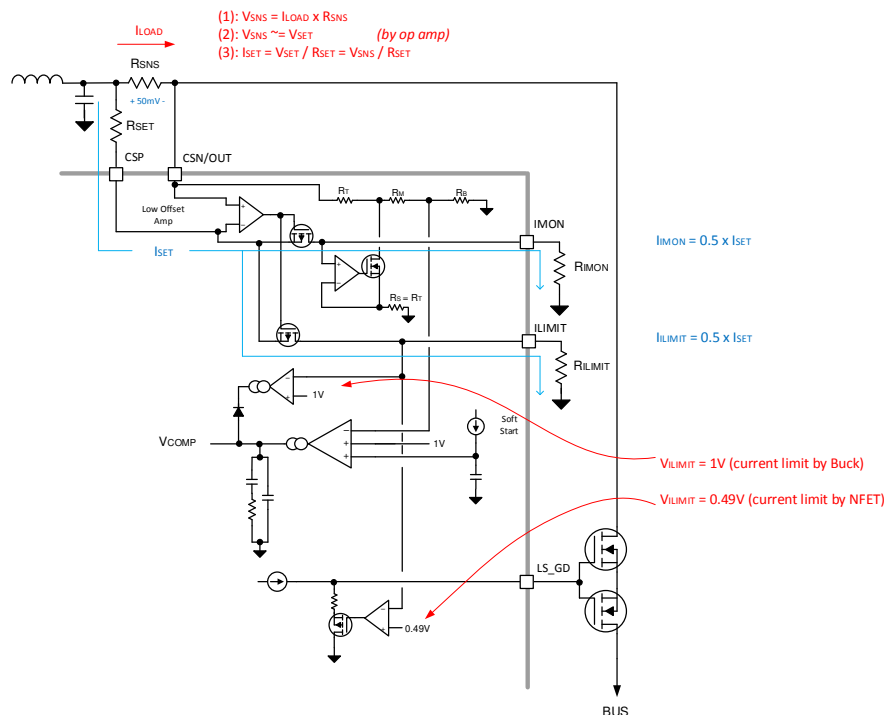 (1): VSNS = ILOAD x RSNS
(2): VSNS ~= VSET (by op amp)
(3): ISET = VSET / RSET = VSNS / RSET
ILOAD
RSNS
+ 50mV -
RSET
CSP
CSN/OUT
RT
RM
RB
Low Offset
Amp
+
−
IMON
ISET
IMON = 0.5 x ISET
RIMON
+
−
RS = RT
ILIMIT
ILIMIT = 0.5 x ISET
RILIMIT
−
+
1V
Soft
Start
VCOMP
−
+
+
1V
VILIMIT = 1V (current limit by Buck)
VILIMIT = 0.49V (current limit by NFET)
LS_GD
−
+
0.49V
BUS